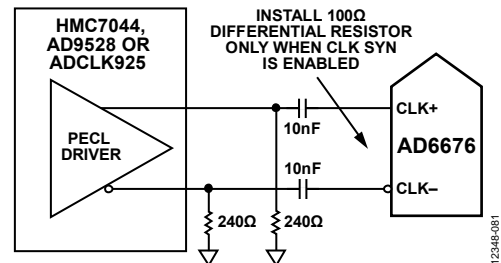 HMC7044,
AD9528 OR
ADCLK925
INSTALL 100Ω
DIFFERENTIAL RESISTOR
ONLY WHEN CLK SYN
IS ENABLED
PECL
DRIVER
10nF
CLK+
AD6676
10nF
CLK–
240Ω
240Ω
12348-081